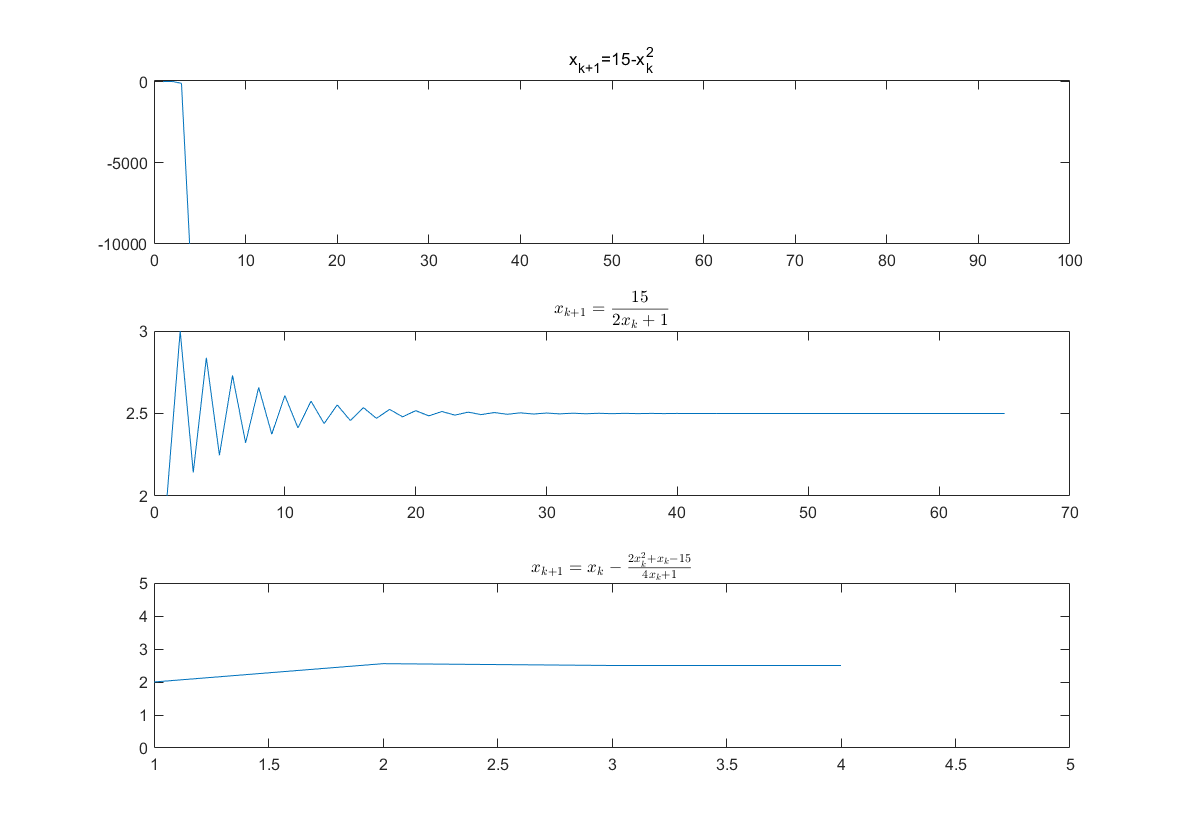 x_{k+1}=15-x_k^2
0
-5000
-10000
0 10 20 30 40 50 60 70 80 90 100
x_{k+1} = \frac{15}{2x_k + 1}
3
2.5
2
0 10 20 30 40 50 60 70
x_{k+1} = x_k - \frac{2x_k^2+x_k-15}{4x_k+1}
5
4
3
2
1
0
1 1.5 2 2.5 3 3.5 4 4.5 5